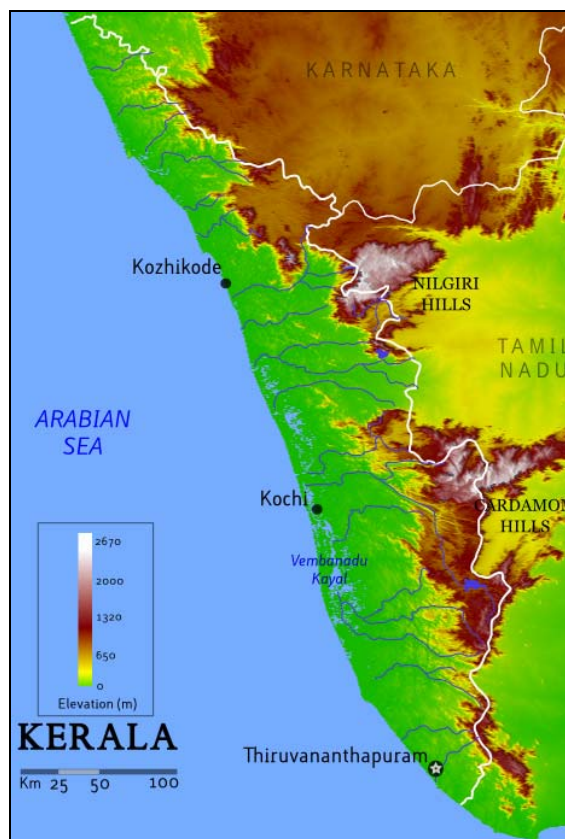 KARNATAKA
Kozhikode
NILGIRI
HILLS
TAMIL
NADU
ARABIAN
SEA
Kochi
CARDAMOM
HILLS
Vembanadu
Kayal
2670
2000
1320
650
0
Elevation (m)
KERALA
Thiruvananthapuram
Km 25 50 100